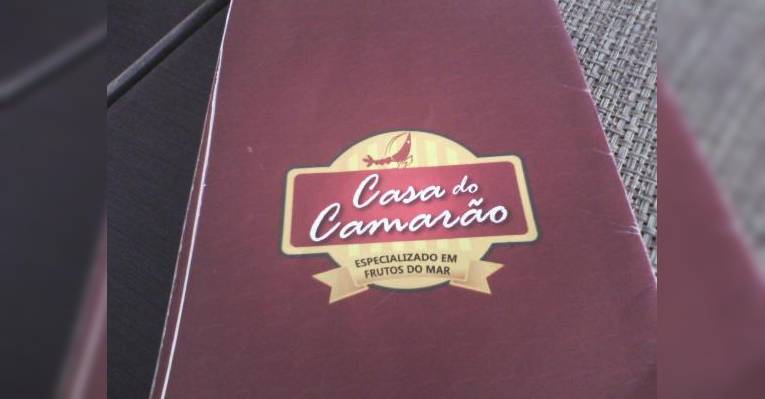 Casa do
Camarão
ESPECIALIZADO EM
FRUTOS DO MAR